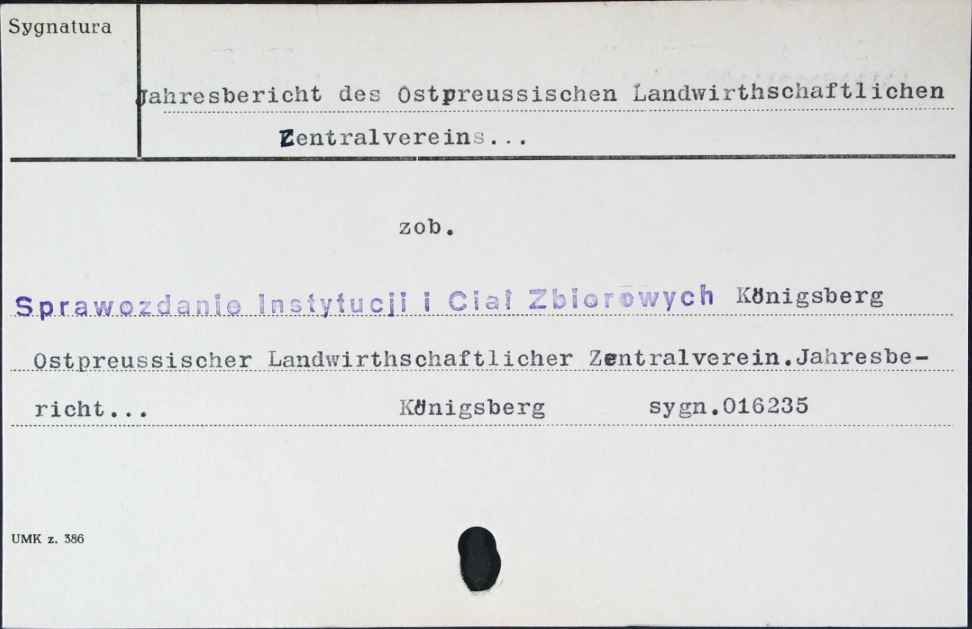 Sygnatura
Jahresbericht des Ostpreussischen Landwirthschaftlichen
Zentralvereins...
zob.
Sprawozdanie Instytucji i Ciał Zbiorowych Königsberg
Ostpreussischer Landwirthschaftlicher Zentralverein.Jahresbe-
richt... Königsberg sygn.016235
UMK z. 386